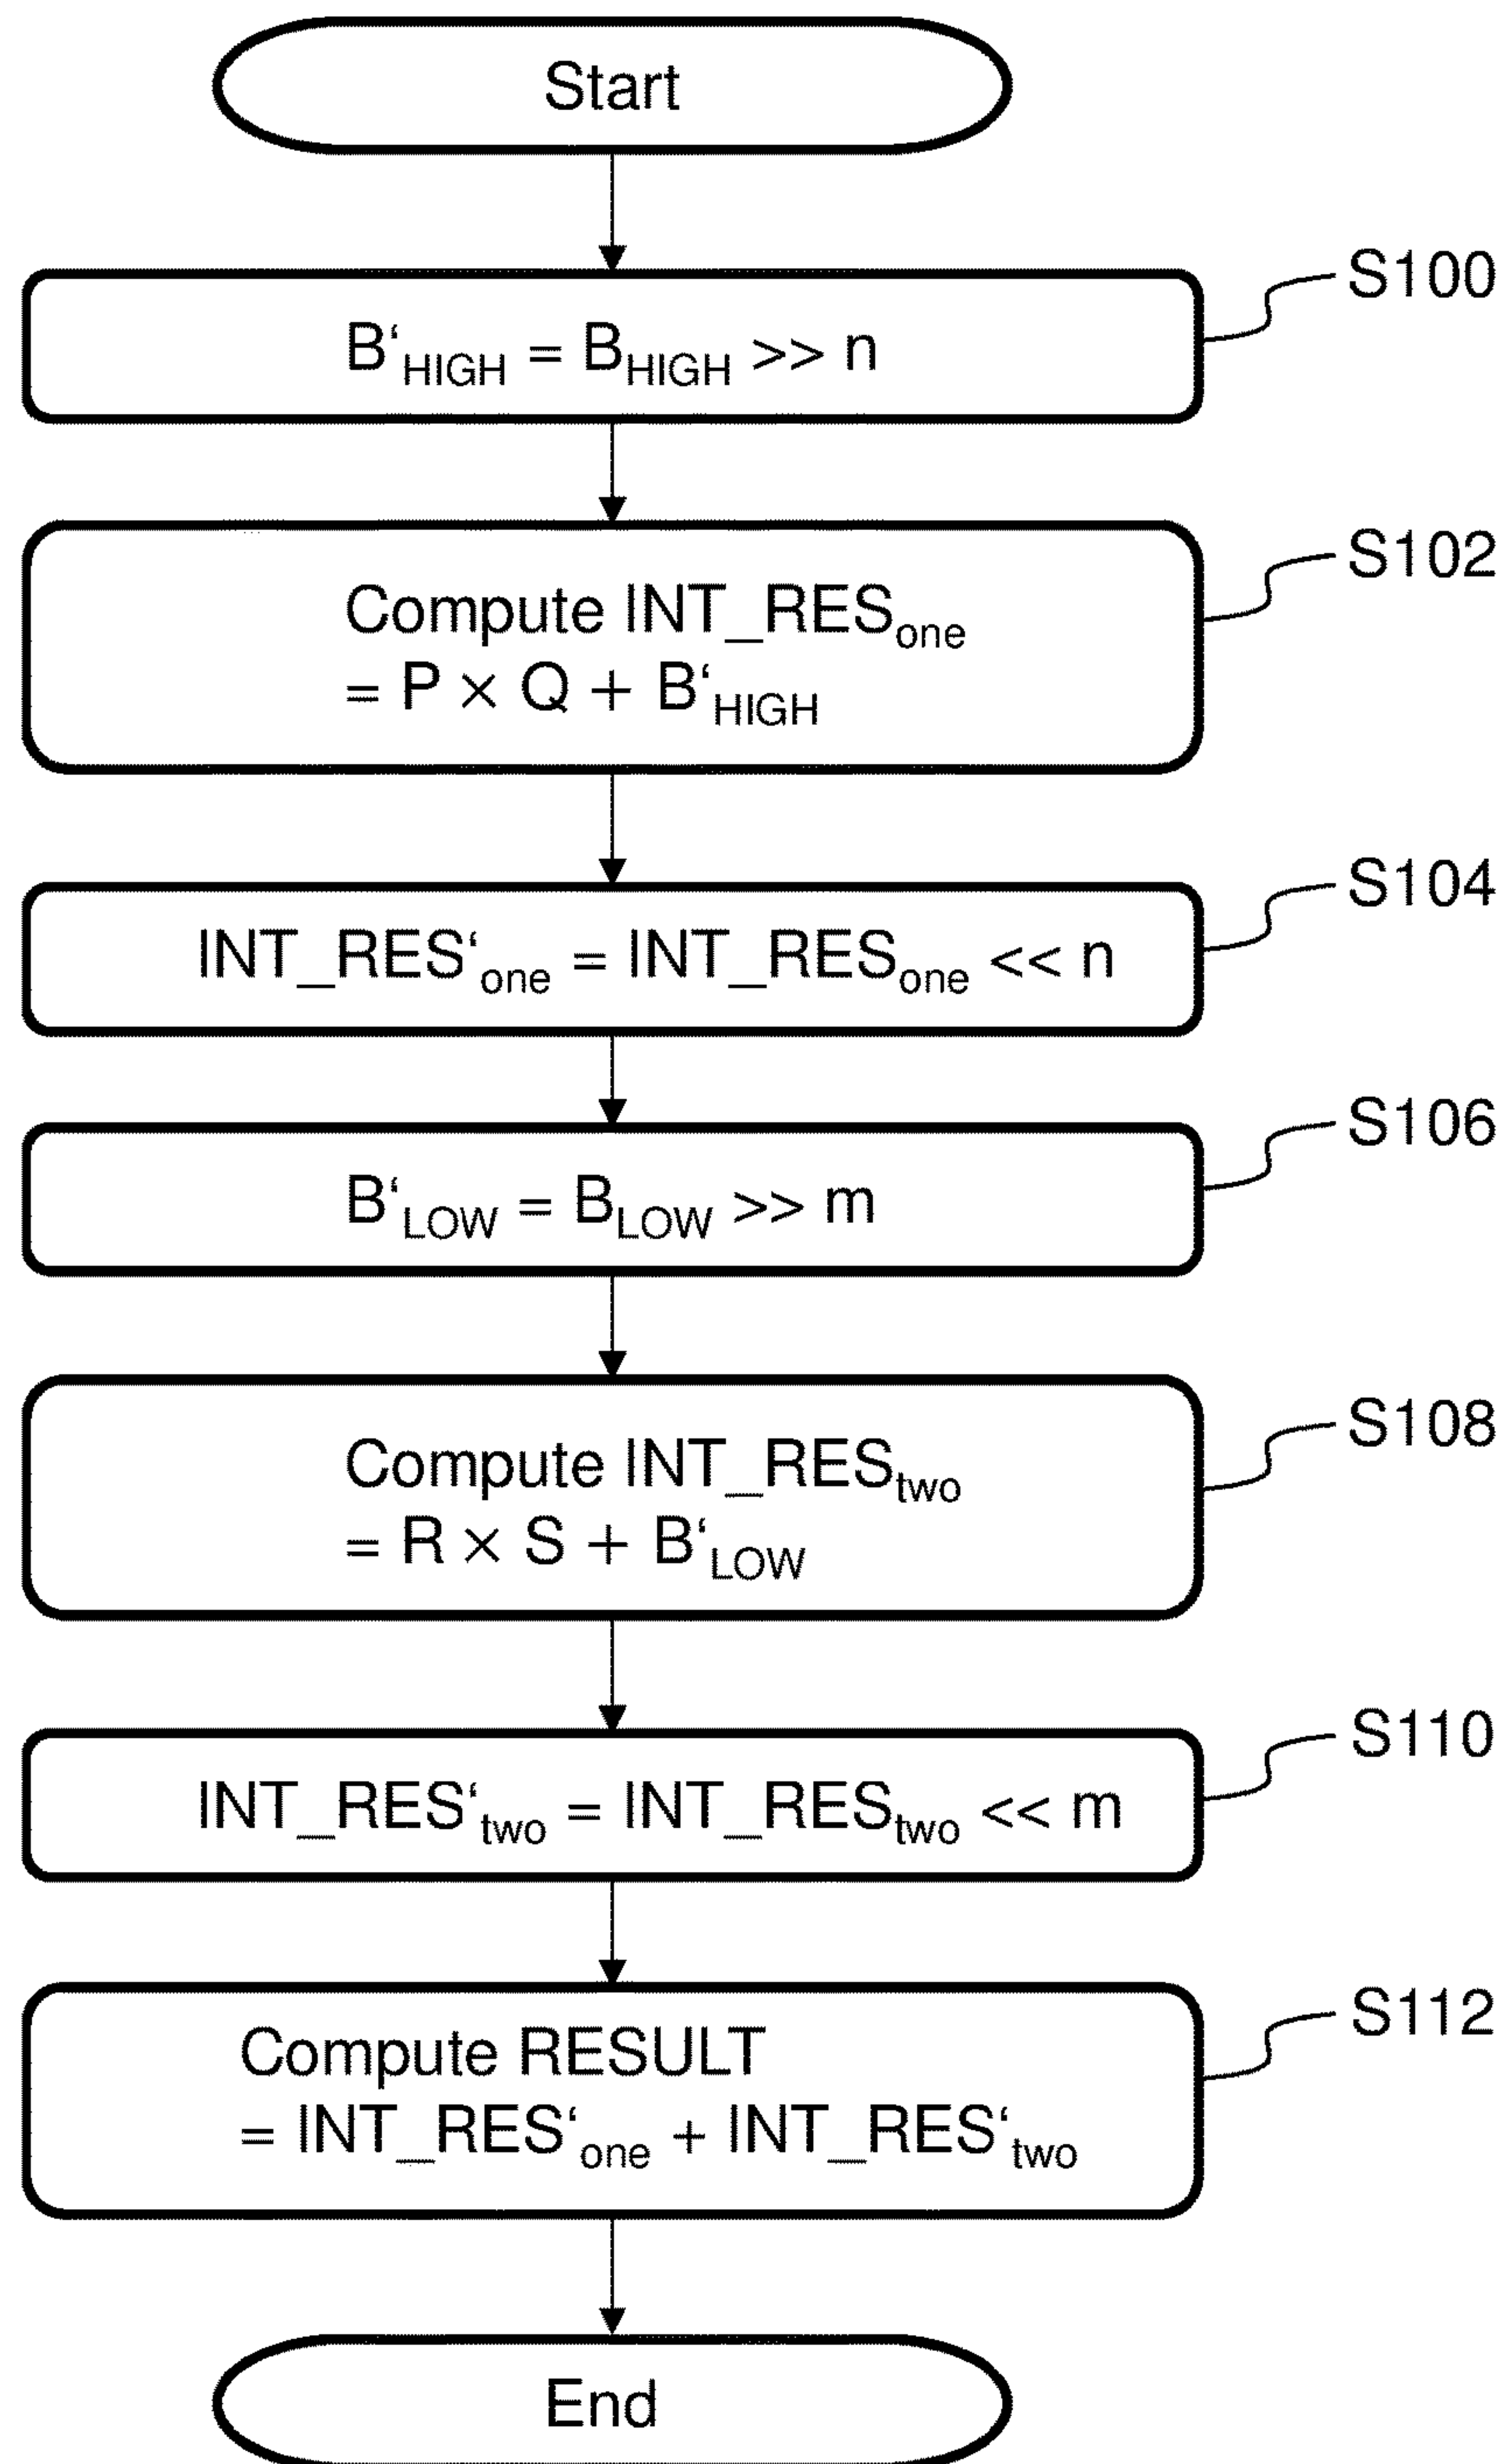 Start
S100
B‘HIGH = BHIGH >> n
S102
Compute INT_RESone
= P × Q + B‘HIGH
S104
INT_RES‘one = INT_RESone << n
S106
B‘LOW = BLOW >> m
S108
Compute INT_REStwo
= R × S + B‘LOW
S110
INT_RES‘two = INT_REStwo << m
S112
Compute RESULT
= INT_RES‘one + INT_RES‘two
End